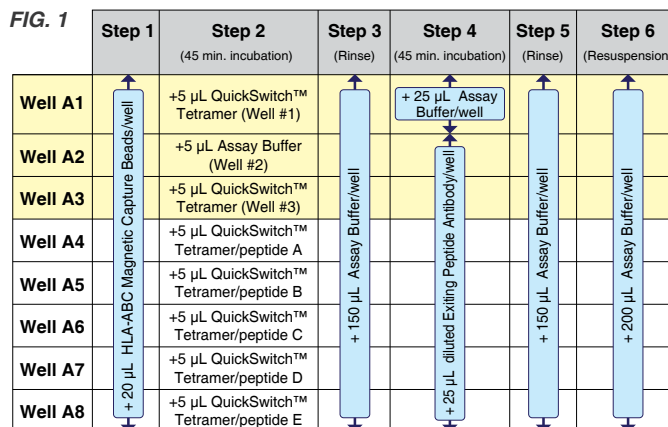 FIG. 1
Step 1
Step 2
(45 min. incubation)
Step 3
(Rinse)
Step 4
(45 min. incubation)
Step 5
(Rinse)
Step 6
(Resuspension)
Well A1
Well A2
Well A3
Well A4
Well A5
Well A6
Well A7
Well A8
+ 20 µL HLA-ABC Magnetic Capture Beads/well
+5 µL QuickSwitch™
Tetramer (Well #1)
+5 µL Assay Buffer
(Well #2)
+5 µL QuickSwitch™
Tetramer (Well #3)
+5 µL QuickSwitch™
Tetramer/peptide A
+5 µL QuickSwitch™
Tetramer/peptide B
+5 µL QuickSwitch™
Tetramer/peptide C
+5 µL QuickSwitch™
Tetramer/peptide D
+5 µL QuickSwitch™
Tetramer/peptide E
+ 150 µL Assay Buffer/well
+ 25 µL Assay
Buffer/well
+ 25 µL diluted Exiting Peptide Antibody/well
+ 150 µL Assay Buffer/well
+ 200 µL Assay Buffer/well